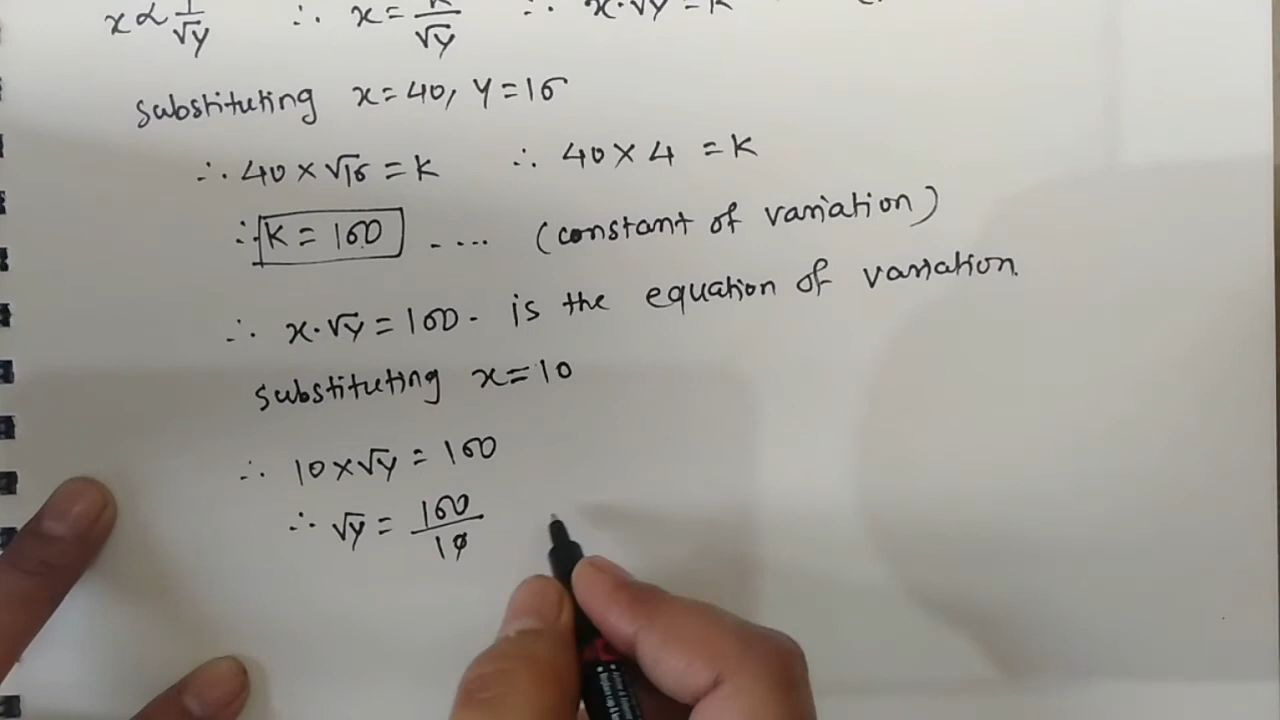 x ∝ 1/√y ∴ x = K/√y ∴ x·√y = K
substituting x = 40, y = 16
∴ 40 × √16 = K ∴ 40 × 4 = K
∴ K = 160 .... (constant of variation)
∴ x·√y = 160 - is the equation of variation.
substituting x = 10
∴ 10 × √y = 160
∴ √y = 160/10